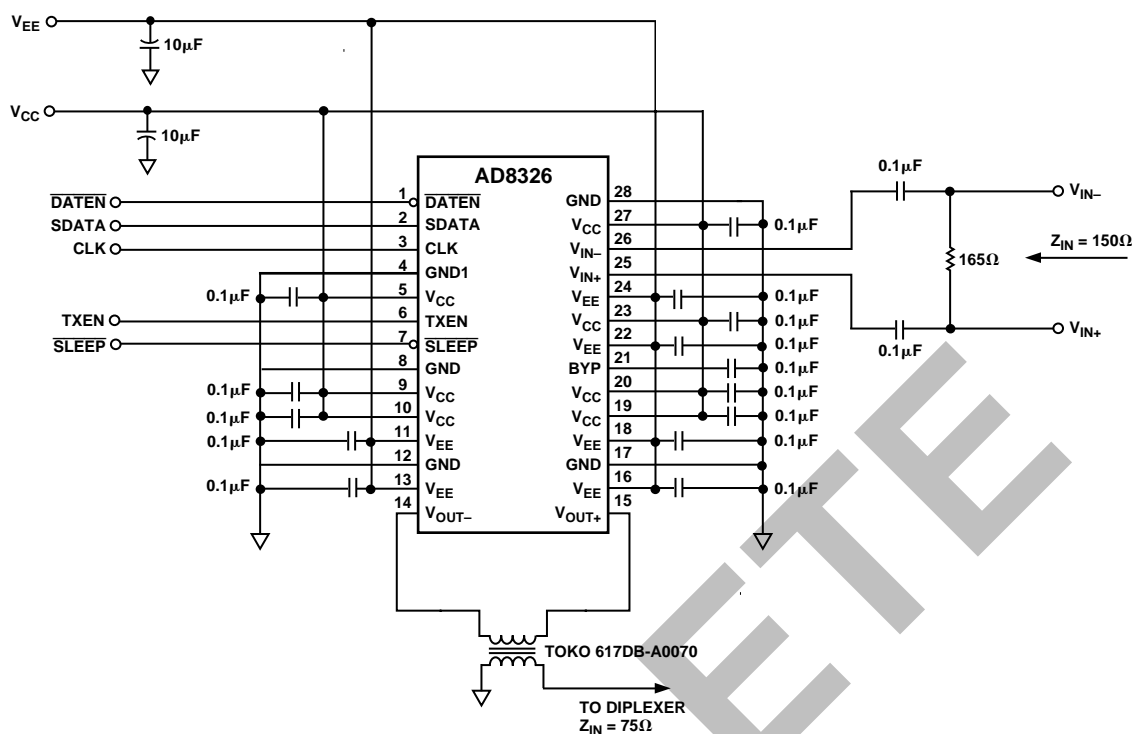 VEE
10µF
VCC
10µF
AD8326
DATEN
SDATA
CLK
TXEN
SLEEP
1 DATEN
2 SDATA
3 CLK
4 GND1
5 VCC
6 TXEN
7 SLEEP
8 GND
9 VCC
10 VCC
11 VEE
12 GND
13 VEE
14 VOUT–
0.1µF
0.1µF
0.1µF
0.1µF
0.1µF
GND 28
VCC 27
VIN– 26
VIN+ 25
VEE 24
VCC 23
VEE 22
BYP 21
VCC 20
VCC 19
VEE 18
GND 17
VEE 16
VOUT+ 15
0.1µF
0.1µF
0.1µF
0.1µF
0.1µF
0.1µF
0.1µF
0.1µF
0.1µF
0.1µF
VIN–
165Ω
ZIN = 150Ω
VIN+
0.1µF
TOKO 617DB-A0070
TO DIPLEXER
ZIN = 75Ω
ETE